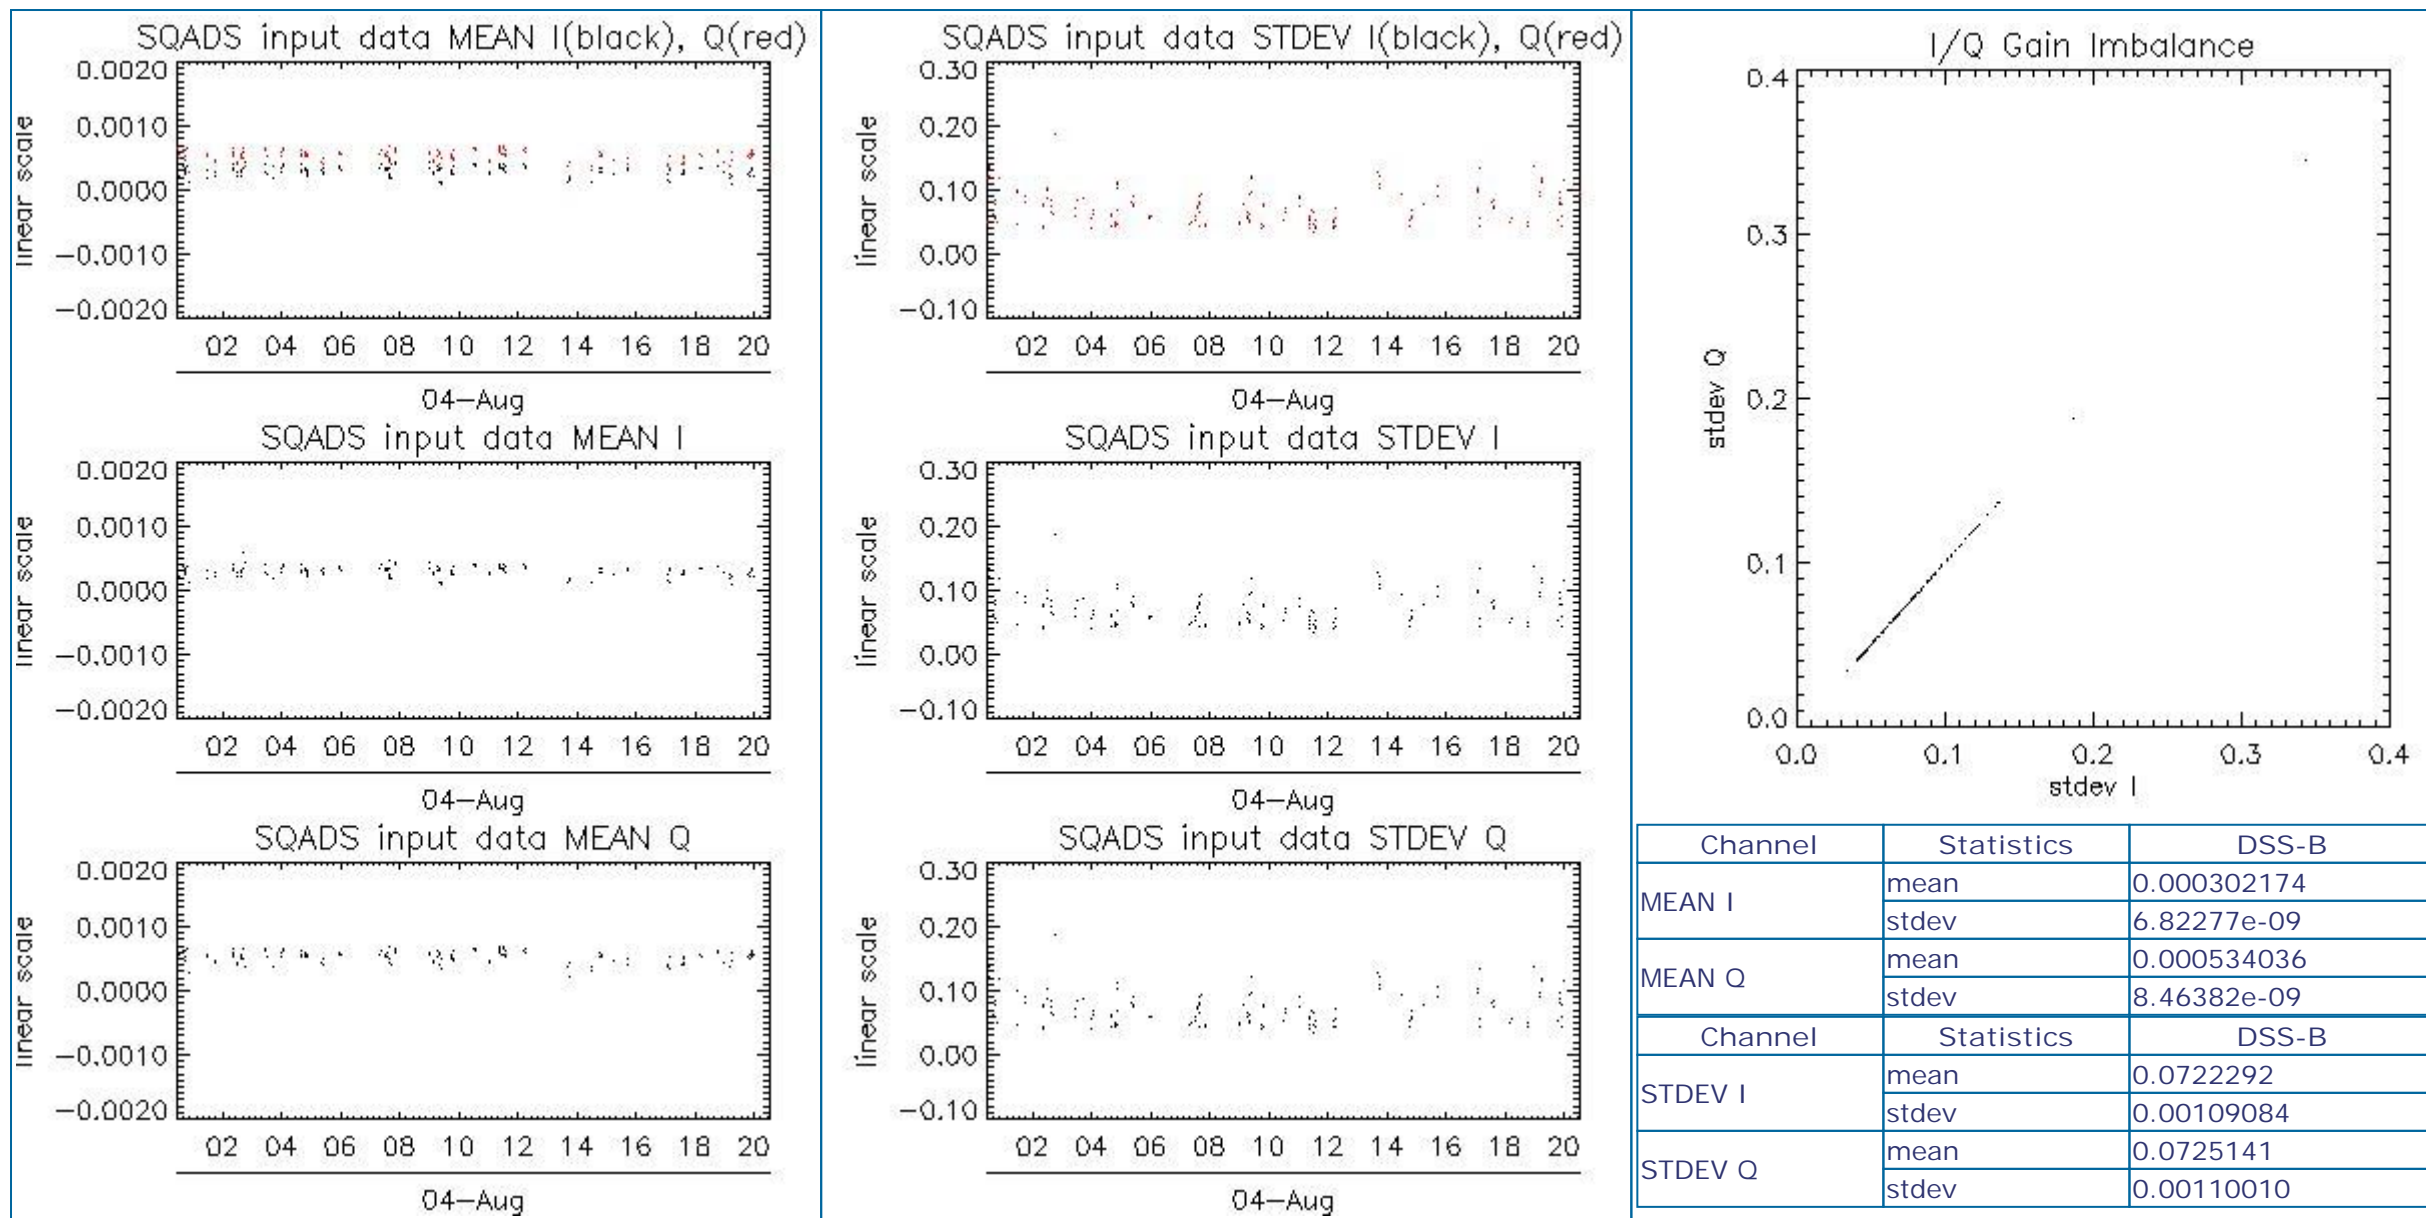 SQADS input data MEAN I(black), Q(red)
0.0020
0.0010
0.0000
-0.0010
-0.0020
linear scale
02 04 06 08 10 12 14 16 18 20
04-Aug
SQADS input data MEAN I
0.0020
0.0010
0.0000
-0.0010
-0.0020
linear scale
02 04 06 08 10 12 14 16 18 20
04-Aug
SQADS input data MEAN Q
0.0020
0.0010
0.0000
-0.0010
-0.0020
linear scale
02 04 06 08 10 12 14 16 18 20
04-Aug
SQADS input data STDEV I(black), Q(red)
0.30
0.20
0.10
0.00
-0.10
linear scale
02 04 06 08 10 12 14 16 18 20
04-Aug
SQADS input data STDEV I
0.30
0.20
0.10
0.00
-0.10
linear scale
02 04 06 08 10 12 14 16 18 20
04-Aug
SQADS input data STDEV Q
0.30
0.20
0.10
0.00
-0.10
linear scale
02 04 06 08 10 12 14 16 18 20
04-Aug
I/Q Gain Imbalance
0.4
0.3
0.2
0.1
0.0
stdev Q
0.0 0.1 0.2 0.3 0.4
stdev I
Channel Statistics DSS-B
MEAN I mean 0.000302174
stdev 6.82277e-09
MEAN Q mean 0.000534036
stdev 8.46382e-09
Channel Statistics DSS-B
STDEV I mean 0.0722292
stdev 0.00109084
STDEV Q mean 0.0725141
stdev 0.00110010